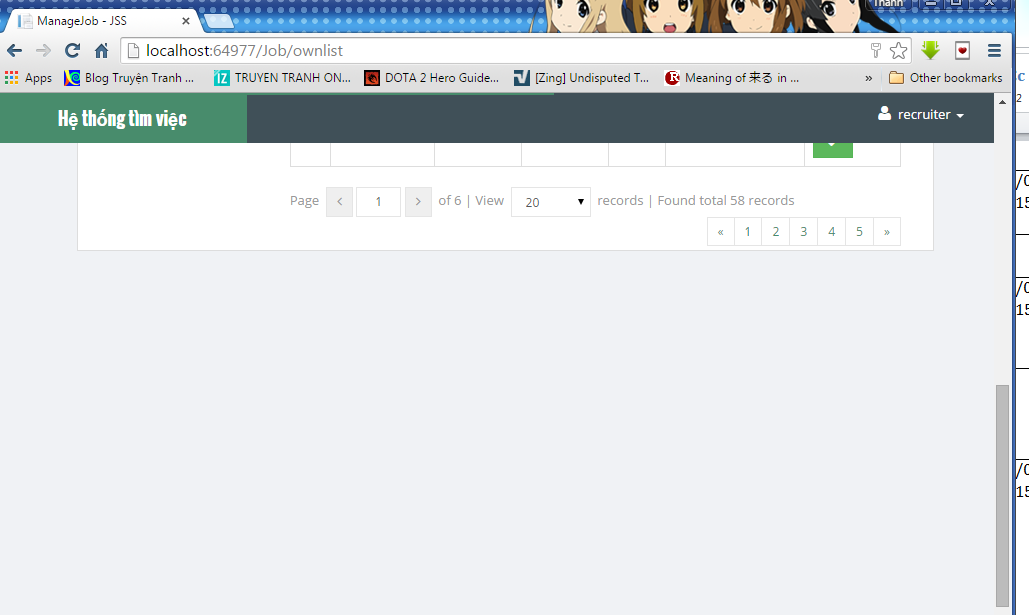 ManageJob - JSS
Thanh
localhost:64977/Job/ownlist
Apps Blog Truyện Tranh ... TRUYEN TRANH ON... DOTA 2 Hero Guide... [Zing] Undisputed T... Meaning of 来る in ... » Other bookmarks
Hệ thống tìm việc
recruiter
Page 1 of 6 | View 20 records | Found total 58 records
« 1 2 3 4 5 »